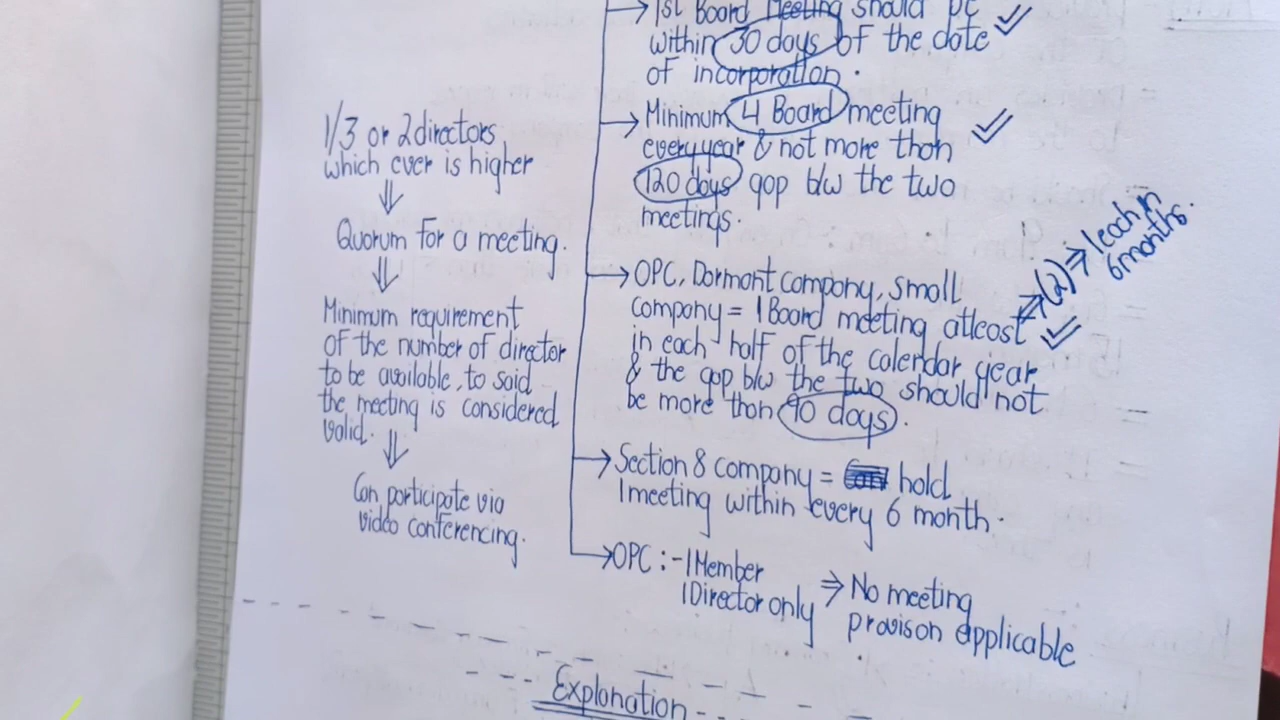 1/3 or 2 directors
which ever is higher
⇓
Quorum for a meeting.
⇓
Minimum requirement
of the number of director
to be available, to said
the meeting is considered
valid.
⇓
Can participate via
video conferencing.
→ 1st Board Meeting should be
within 30 days of the date
of incorporation.
→ Minimum 4 Board meeting
every year & not more than
120 days gap b/w the two
meetings.
→ OPC, Dormant company, small
company = 1 Board meeting atleast
in each half of the calendar year
& the gap b/w the two should not
be more than 90 days.
⇒ (2) ⇒ 1 each in
6 months.
→ Section 8 company = hold
1 meeting within every 6 month.
→ OPC :- 1 Member
1 Director only
⇒ No meeting
provison applicable
Explanation